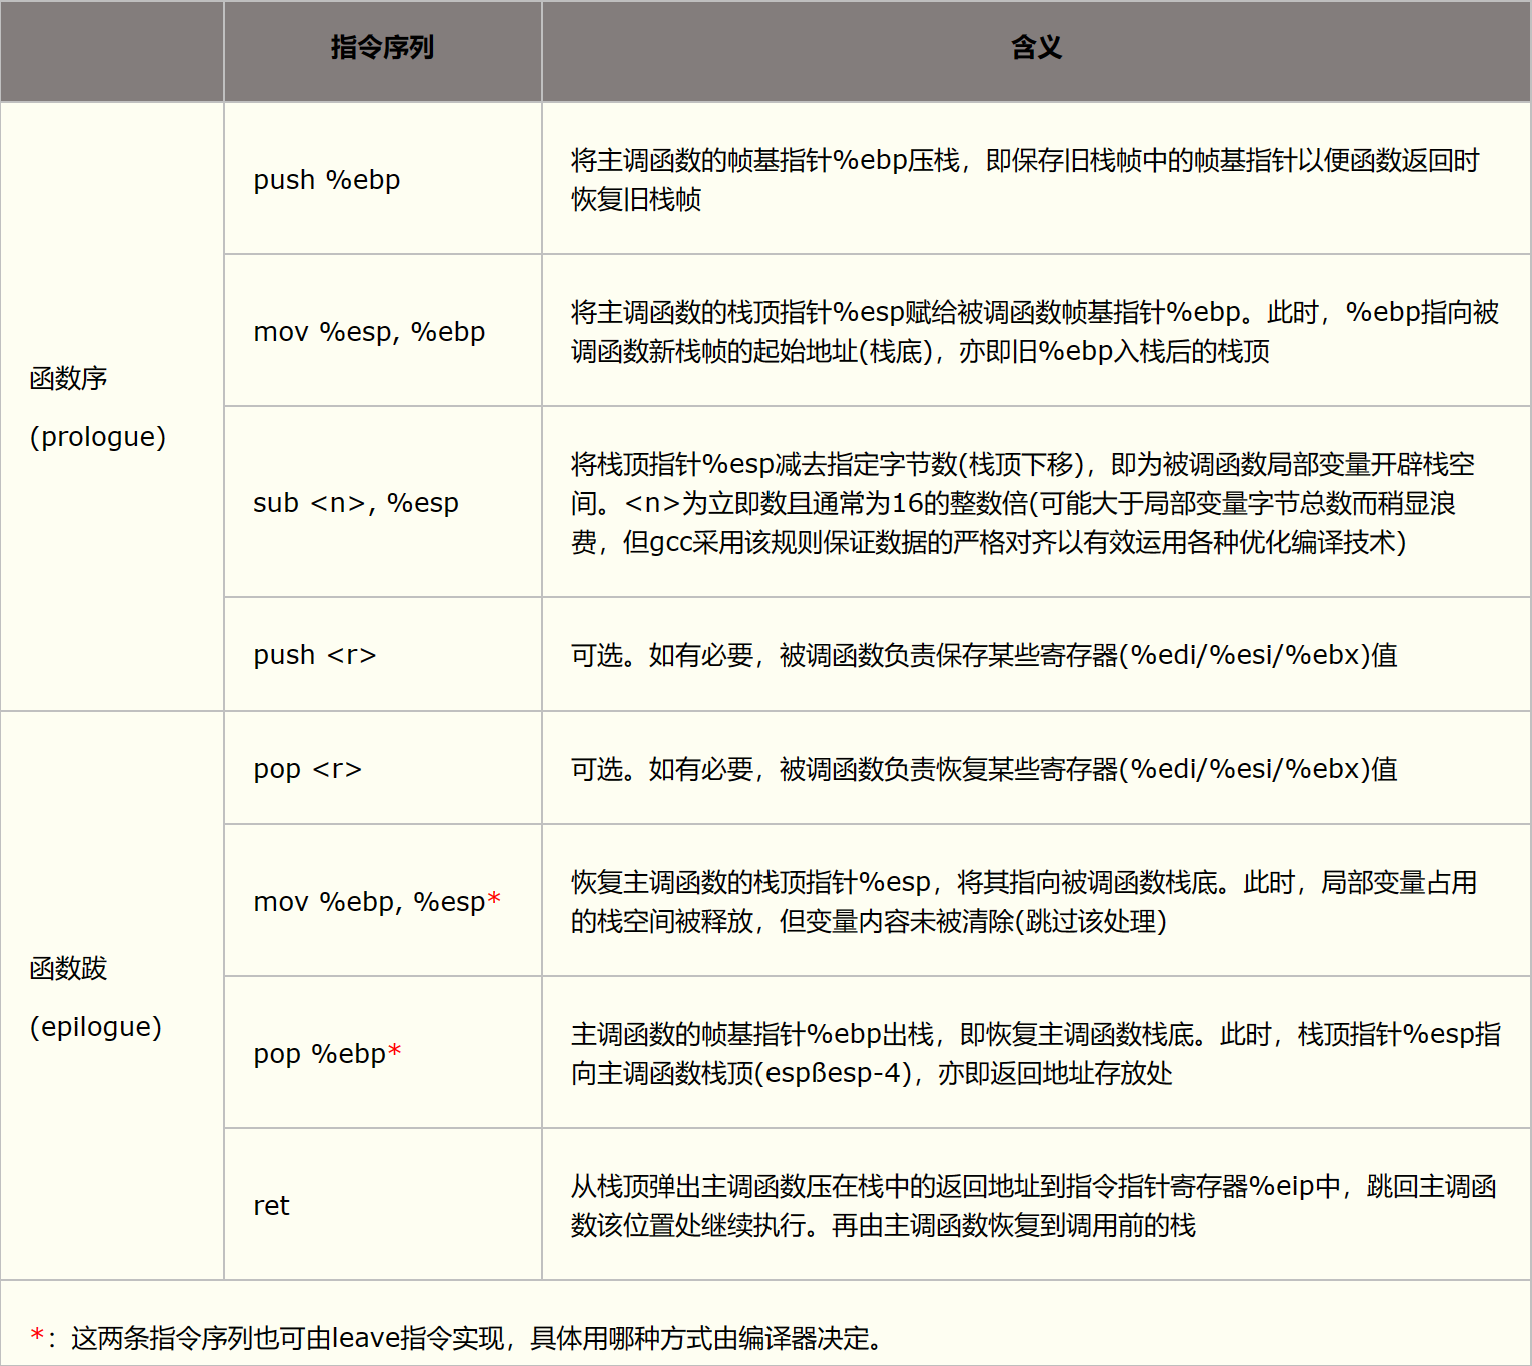 指令序列
含义
函数序
(prologue)
push %ebp
将主调函数的帧基指针%ebp压栈，即保存旧栈帧中的帧基指针以便函数返回时
恢复旧栈帧
mov %esp, %ebp
将主调函数的栈顶指针%esp赋给被调函数帧基指针%ebp。此时，%ebp指向被
调函数新栈帧的起始地址(栈底)，亦即旧%ebp入栈后的栈顶
sub <n>, %esp
将栈顶指针%esp减去指定字节数(栈顶下移)，即为被调函数局部变量开辟栈空
间。<n>为立即数且通常为16的整数倍(可能大于局部变量字节总数而稍显浪
费，但gcc采用该规则保证数据的严格对齐以有效运用各种优化编译技术)
push <r>
可选。如有必要，被调函数负责保存某些寄存器(%edi/%esi/%ebx)值
函数跋
(epilogue)
pop <r>
可选。如有必要，被调函数负责恢复某些寄存器(%edi/%esi/%ebx)值
mov %ebp, %esp*
恢复主调函数的栈顶指针%esp，将其指向被调函数栈底。此时，局部变量占用
的栈空间被释放，但变量内容未被清除(跳过该处理)
pop %ebp*
主调函数的帧基指针%ebp出栈，即恢复主调函数栈底。此时，栈顶指针%esp指
向主调函数栈顶(espßesp-4)，亦即返回地址存放处
ret
从栈顶弹出主调函数压在栈中的返回地址到指令指针寄存器%eip中，跳回主调函
数该位置处继续执行。再由主调函数恢复到调用前的栈
*：这两条指令序列也可由leave指令实现，具体用哪种方式由编译器决定。